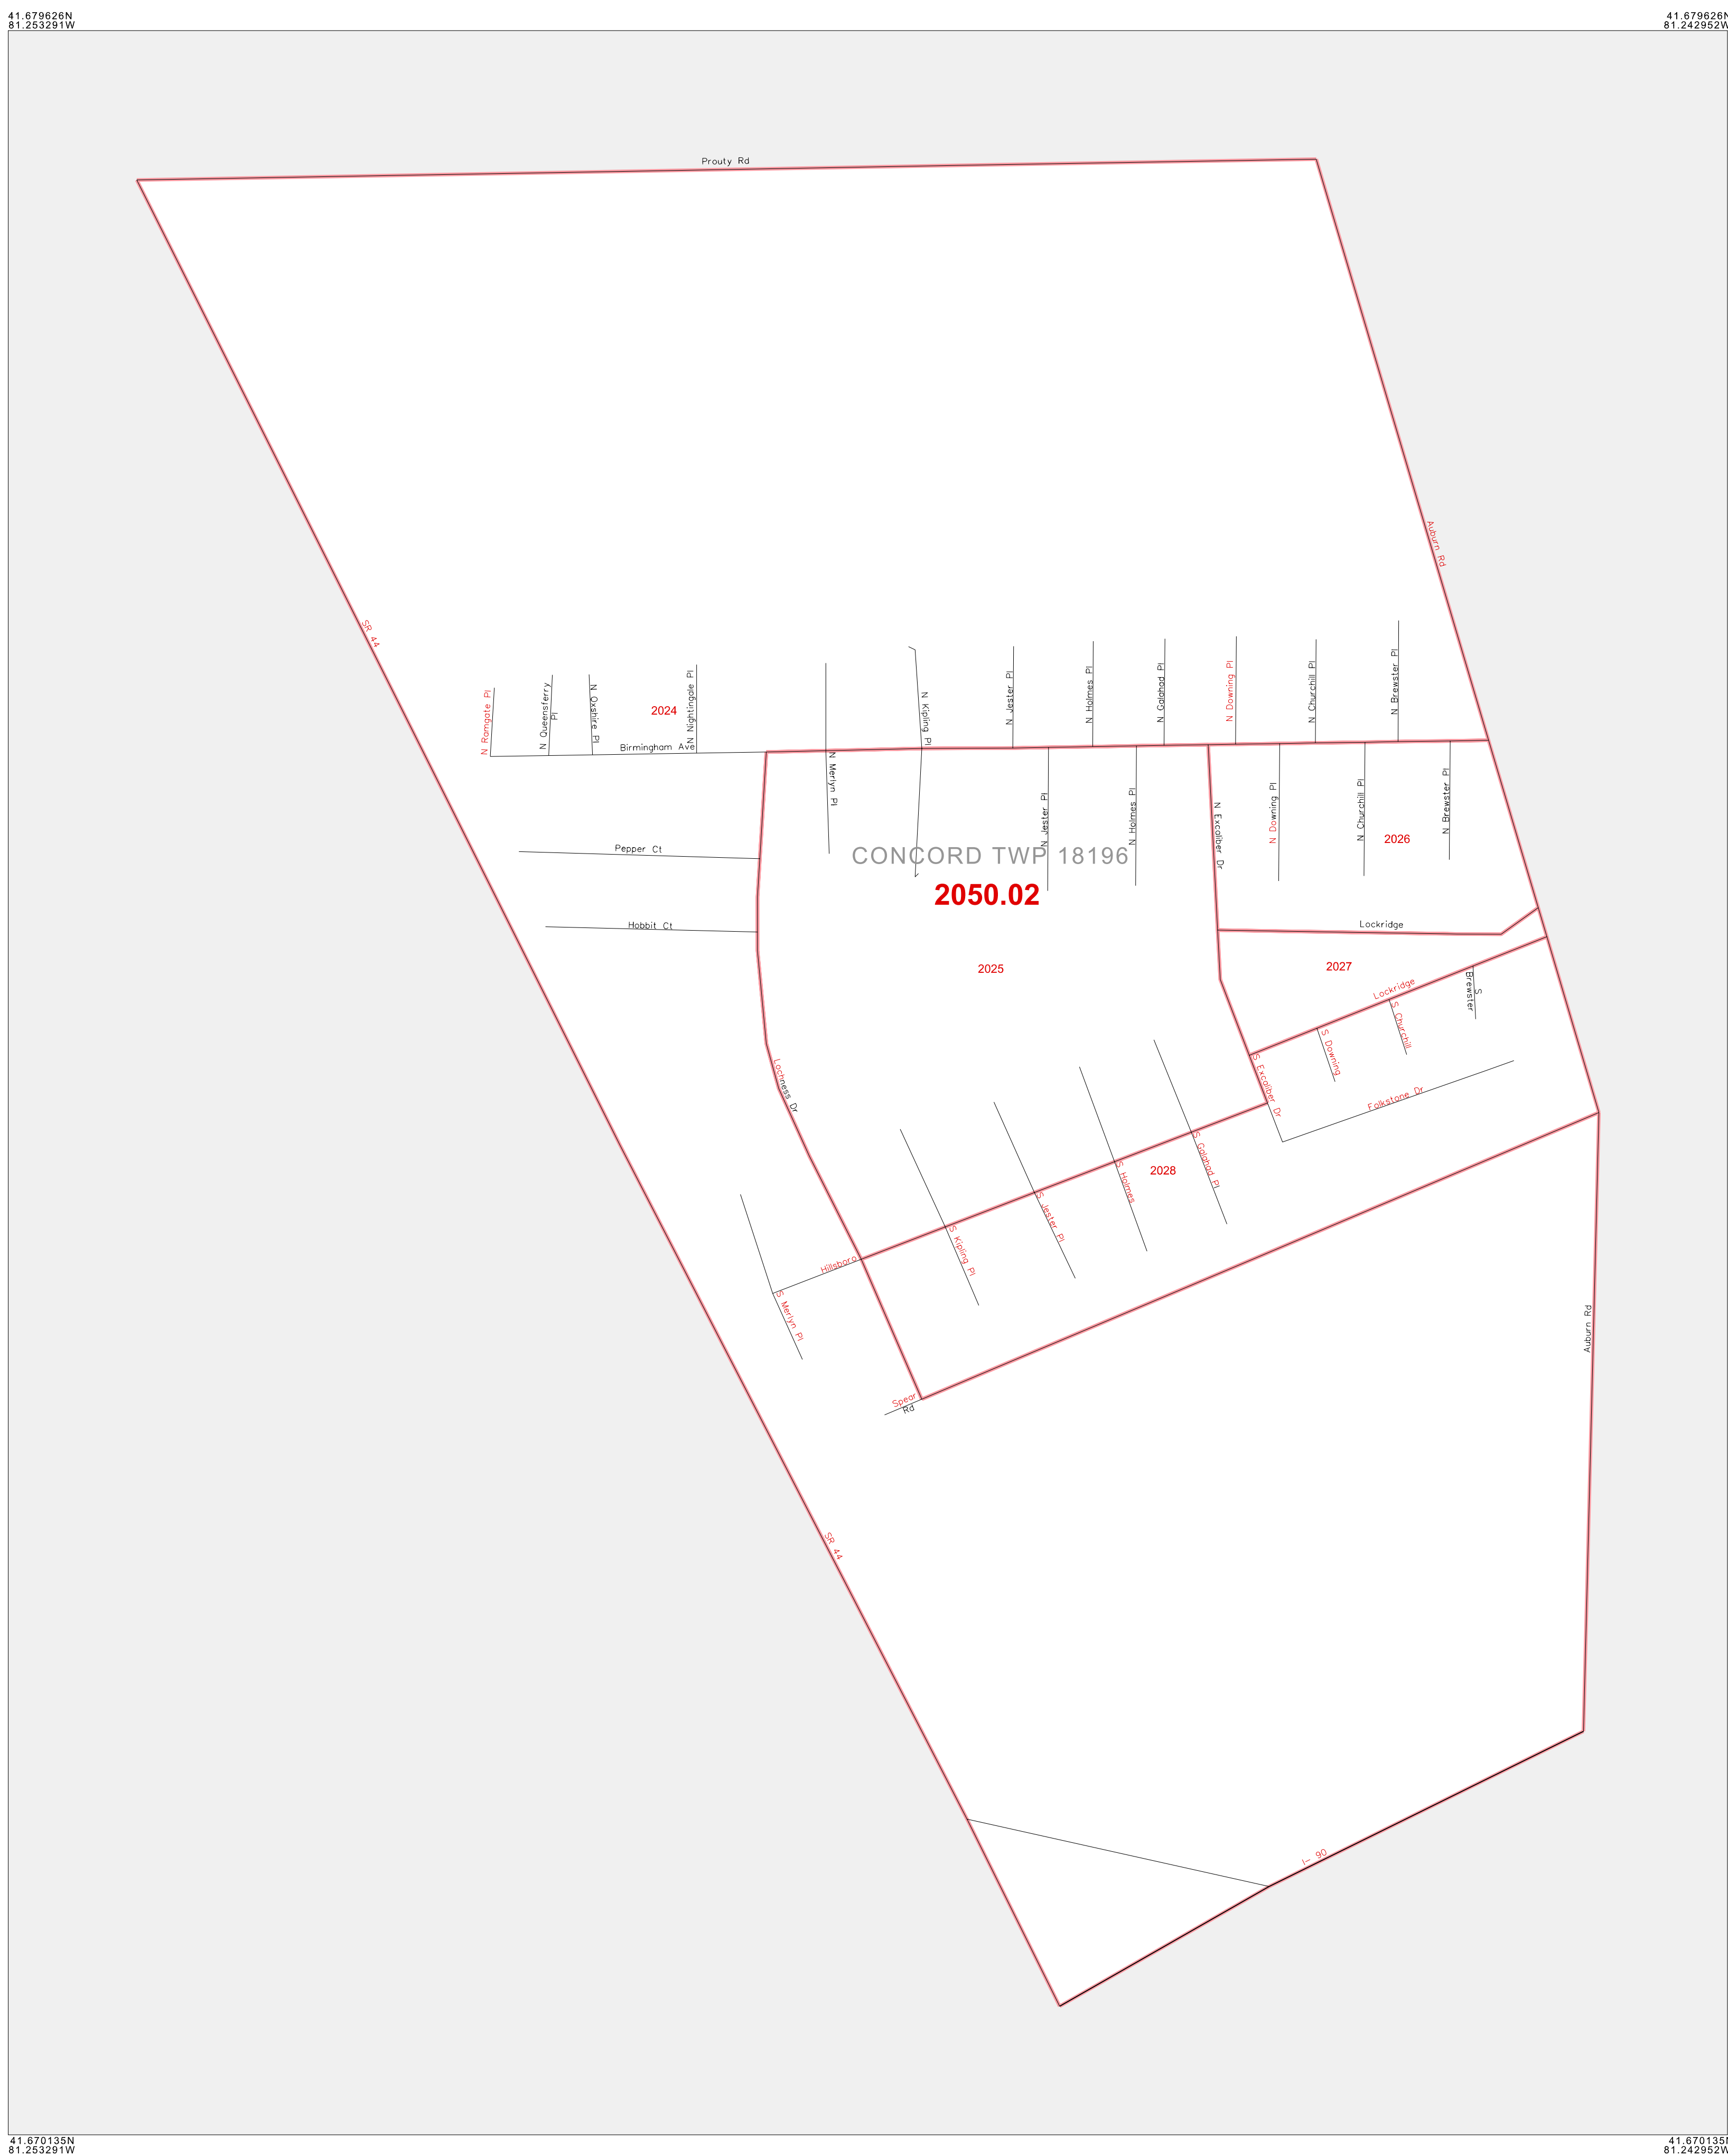 41.679626N
81.253291W
41.679626N
81.242952W
Prouty Rd
Auburn Rd
SR 44
N Ramgate Pl
N Queensferry
Pl
N Oxshire Pl
2024
N Nightingale Pl
Birmingham Ave
N Merlyn Pl
N Kipling Pl
N Jester Pl
N Holmes Pl
N Galahad Pl
N Downing Pl
N Churchill Pl
N Brewster Pl
N Jester Pl
N Holmes Pl
N Excaliber Dr
N Downing Pl
N Churchill Pl
N Brewster Pl
2026
Pepper Ct
CONCORD TWP 18196
2050.02
Hobbit Ct
Lockridge
2025
2027
Lockridge
S
Brewster
S Churchill
S Downing
S Excaliber Dr
Folkstone Dr
Lochness Dr
S Galahad Pl
2028
S Holmes
S Jester Pl
S Kipling Pl
Hillsboro
S Merlyn Pl
Spear
Rd
Auburn Rd
SR 44
I- 90
41.670135N
81.253291W
41.670135N
81.242952W